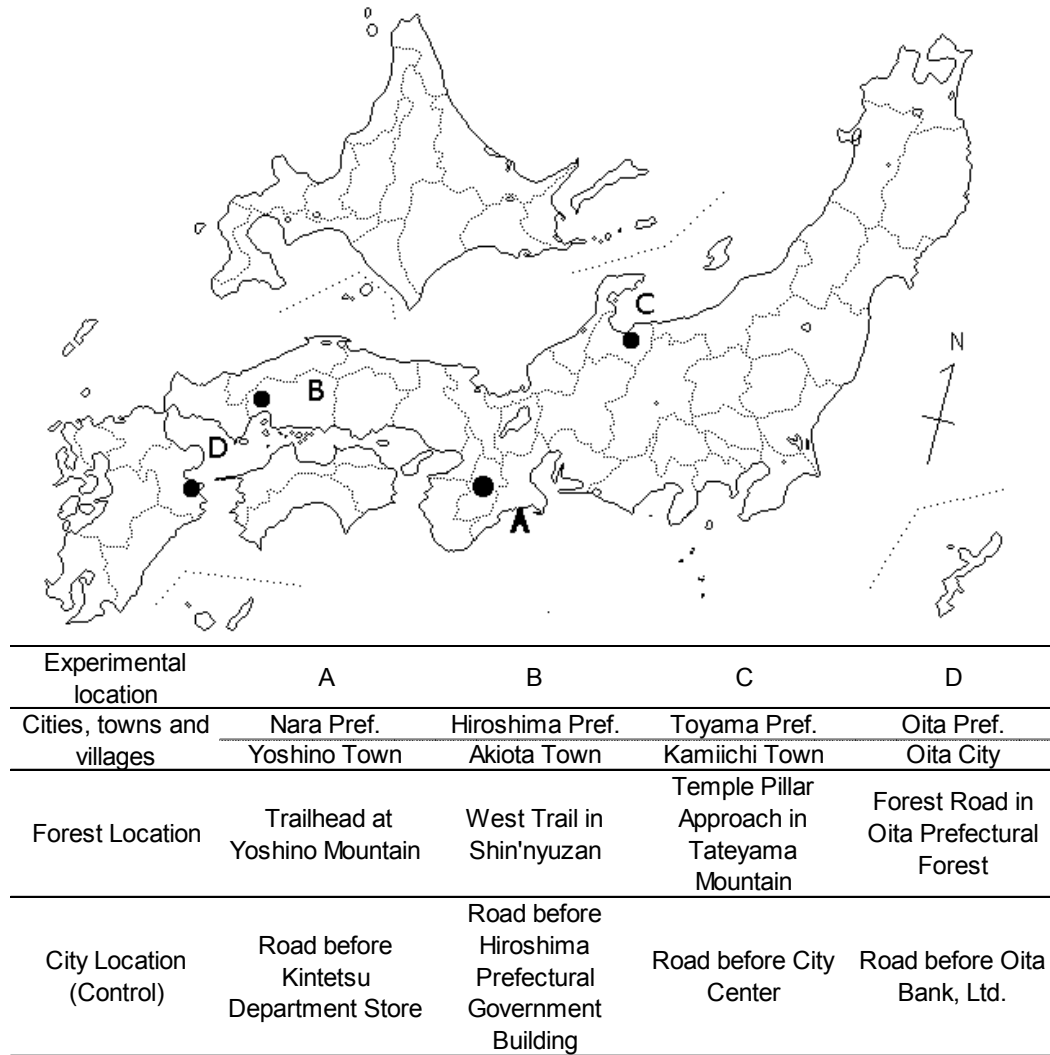 C
N
B
D
A
Experimental location A B C D
Cities, towns and villages Nara Pref. Hiroshima Pref. Toyama Pref. Oita Pref.
Yoshino Town Akiota Town Kamiichi Town Oita City
Forest Location Trailhead at Yoshino Mountain West Trail in Shin'nyuzan Temple Pillar Approach in Tateyama Mountain Forest Road in Oita Prefectural Forest
City Location (Control) Road before Kintetsu Department Store Road before Hiroshima Prefectural Government Building Road before City Center Road before Oita Bank, Ltd.